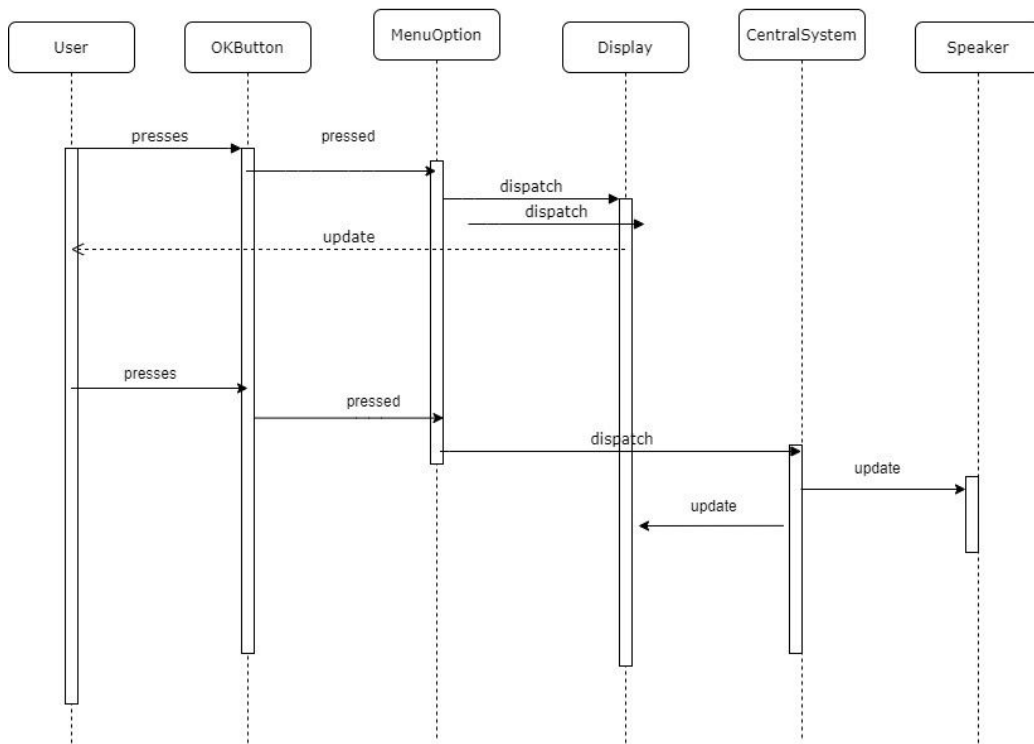 User
OKButton
MenuOption
Display
CentralSystem
Speaker
presses
pressed
dispatch
dispatch
update
presses
pressed
dispatch
update
update